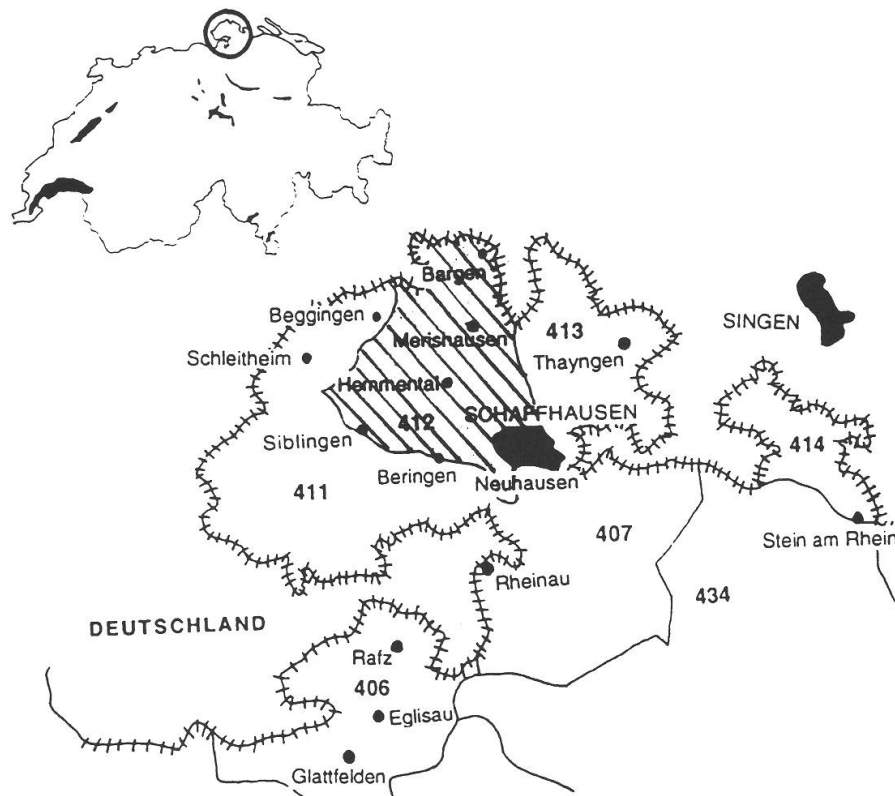 Bargen
Beggingen
Merishausen
413
SINGEN
Schleitheim
Thayngen
Hemmental
SCHAFFHAUSEN
412
Siblingen
414
Beringen
Neuhausen
411
407
Stein am Rhein
Rheinau
434
DEUTSCHLAND
Rafz
406
Eglisau
Glattfelden